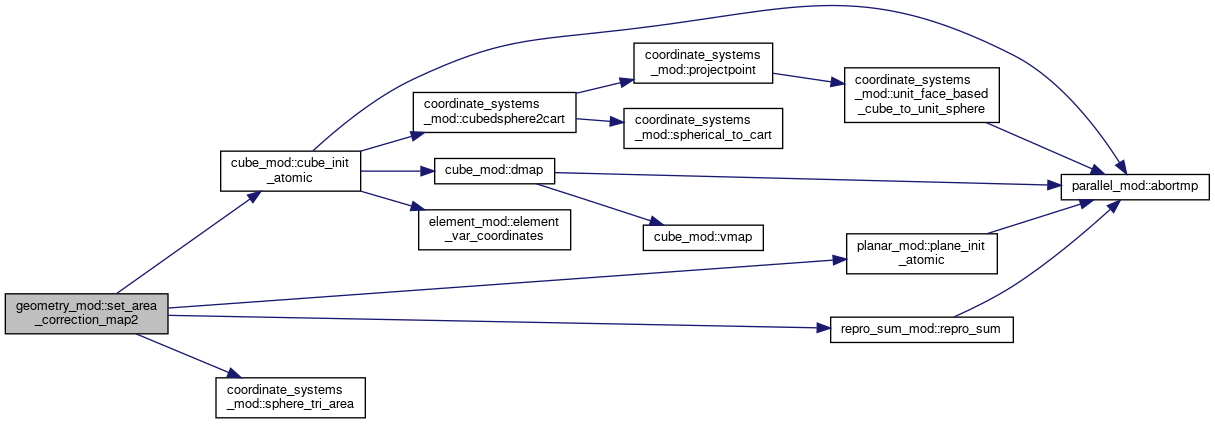 coordinate_systems
_mod::projectpoint
coordinate_systems
_mod::unit_face_based
_cube_to_unit_sphere
coordinate_systems
_mod::cubedsphere2cart
coordinate_systems
_mod::spherical_to_cart
cube_mod::cube_init
_atomic
cube_mod::dmap
parallel_mod::abortmp
element_mod::element
_var_coordinates
cube_mod::vmap
planar_mod::plane_init
_atomic
geometry_mod::set_area
_correction_map2
repro_sum_mod::repro_sum
coordinate_systems
_mod::sphere_tri_area